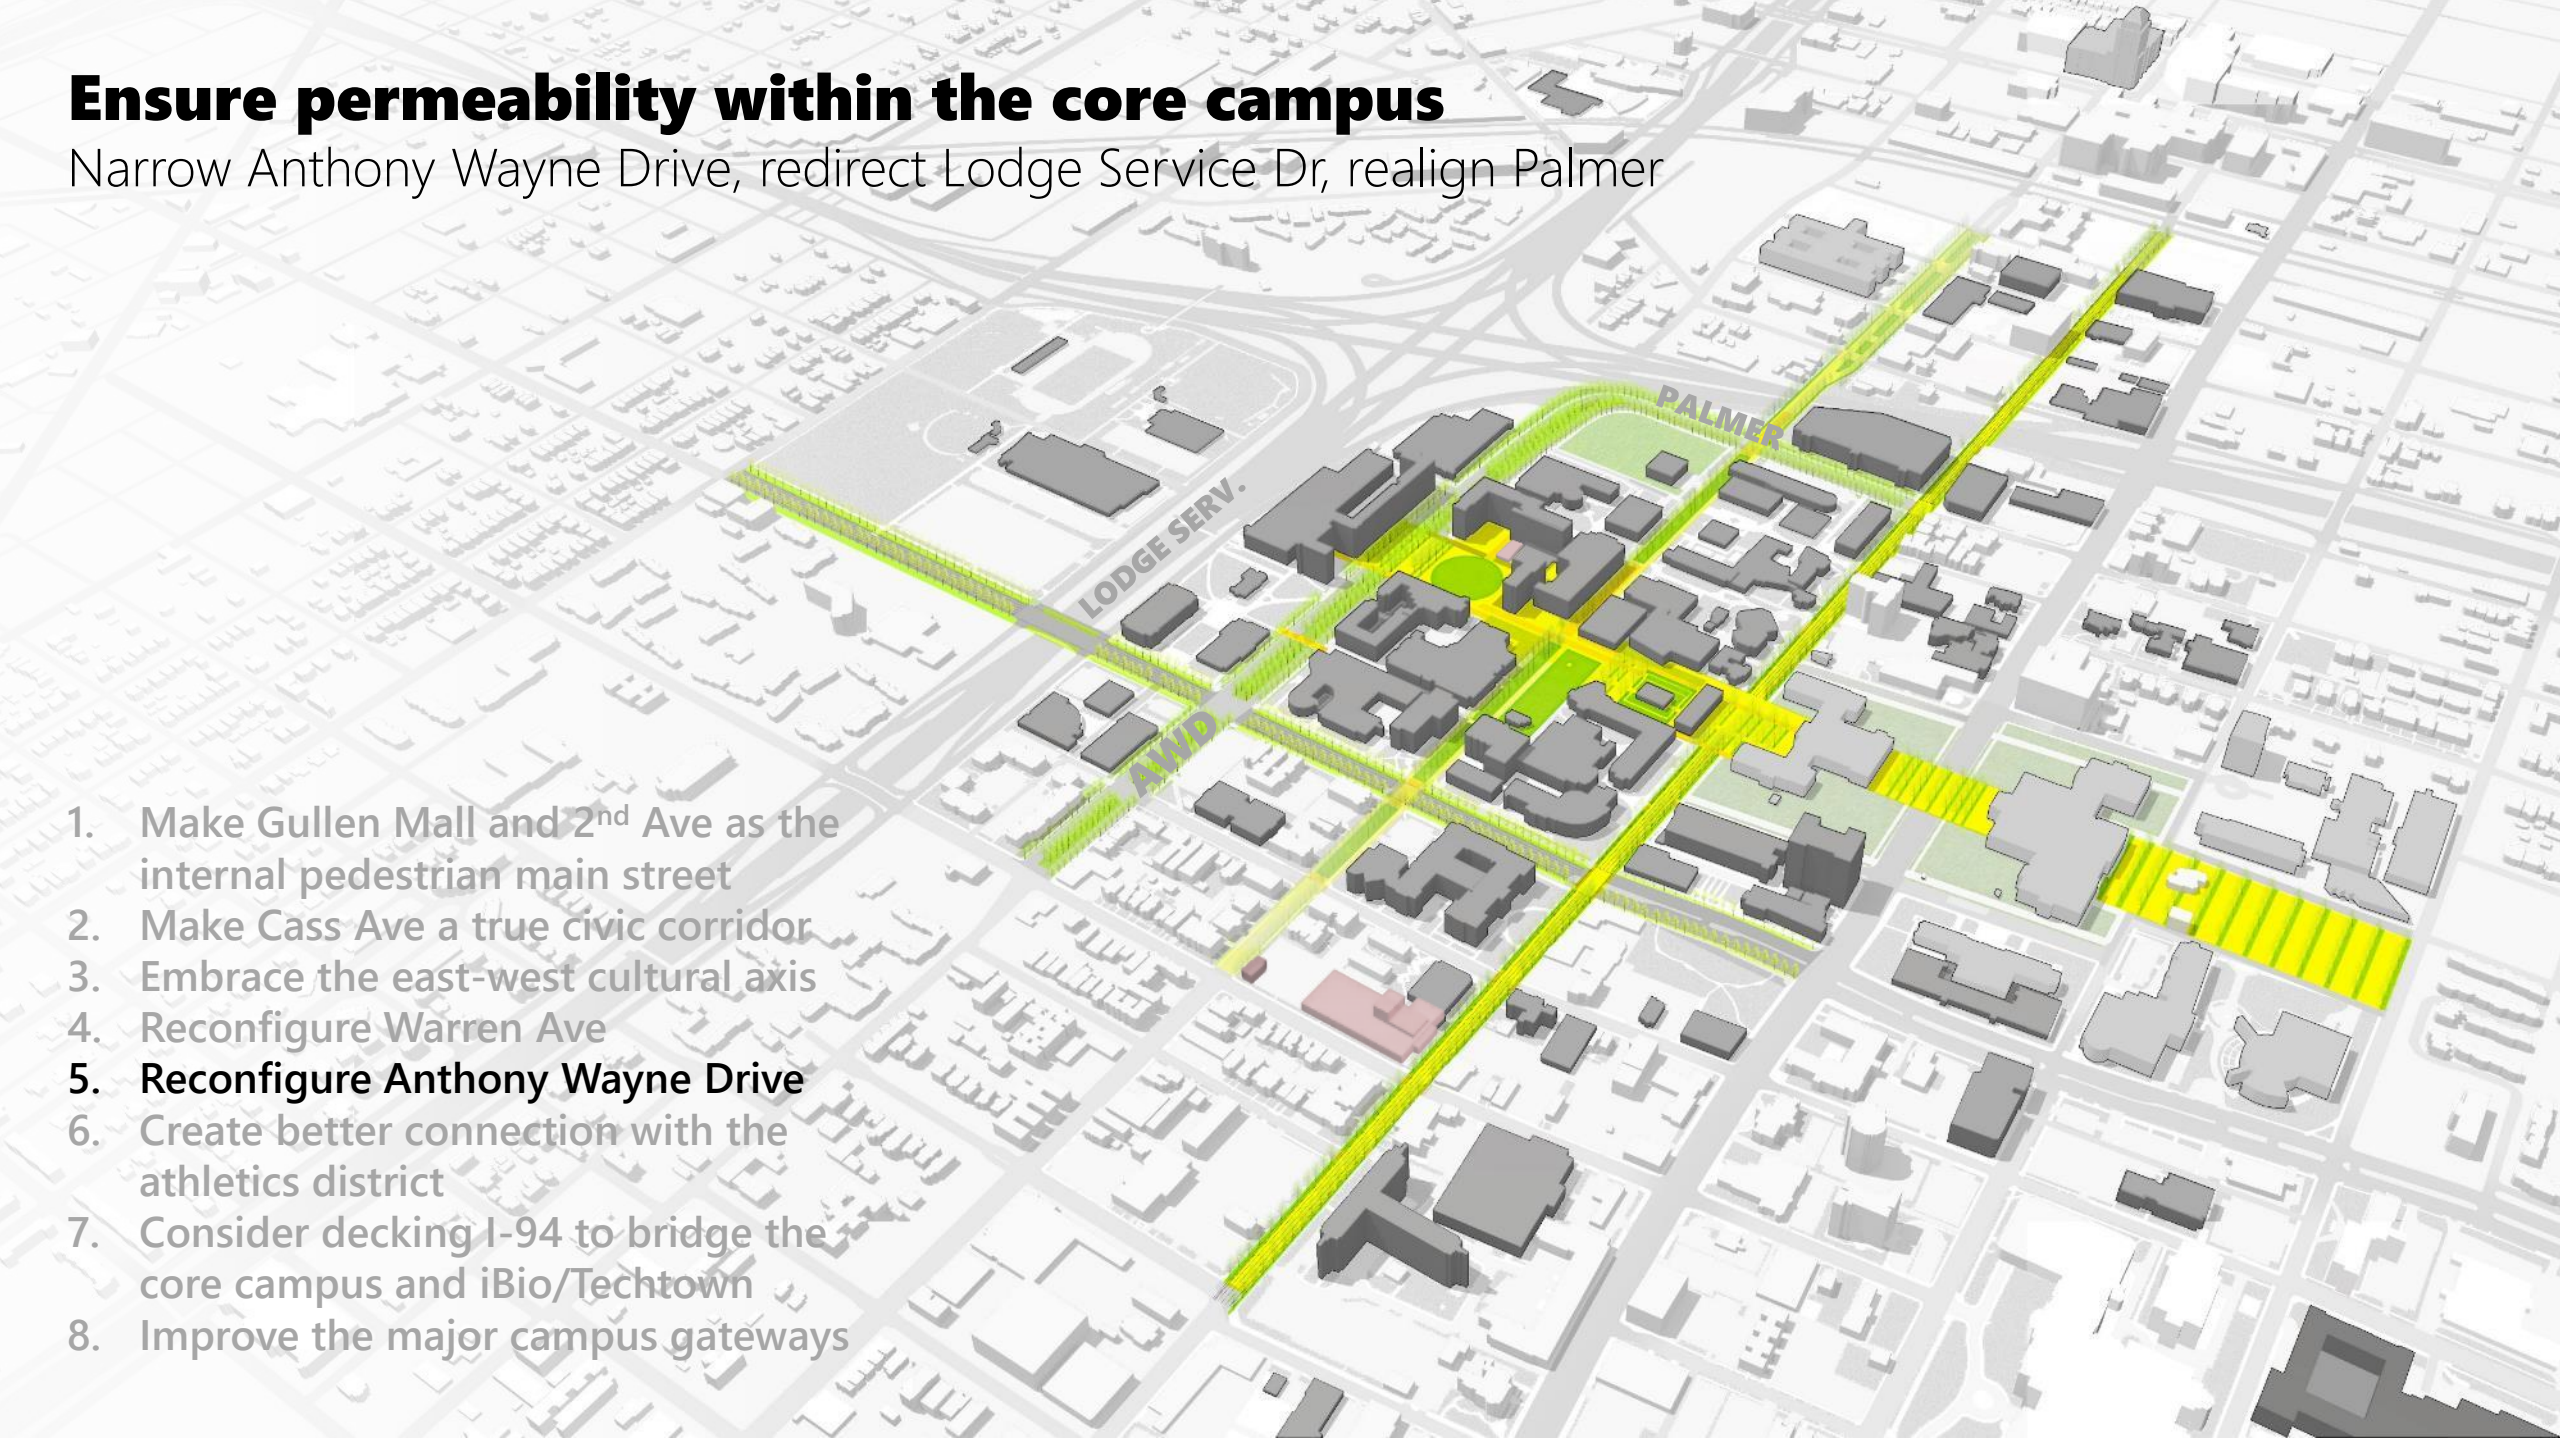 Ensure permeability within the core campus
Narrow Anthony Wayne Drive, redirect Lodge Service Dr, realign Palmer
PALMER
LODGE SERV.
AWD
1. Make Gullen Mall and 2nd Ave as the
internal pedestrian main street
2. Make Cass Ave a true civic corridor
3. Embrace the east-west cultural axis
4. Reconfigure Warren Ave
5. Reconfigure Anthony Wayne Drive
6. Create better connection with the
athletics district
7. Consider decking I-94 to bridge the
core campus and iBio/Techtown
8. Improve the major campus gateways